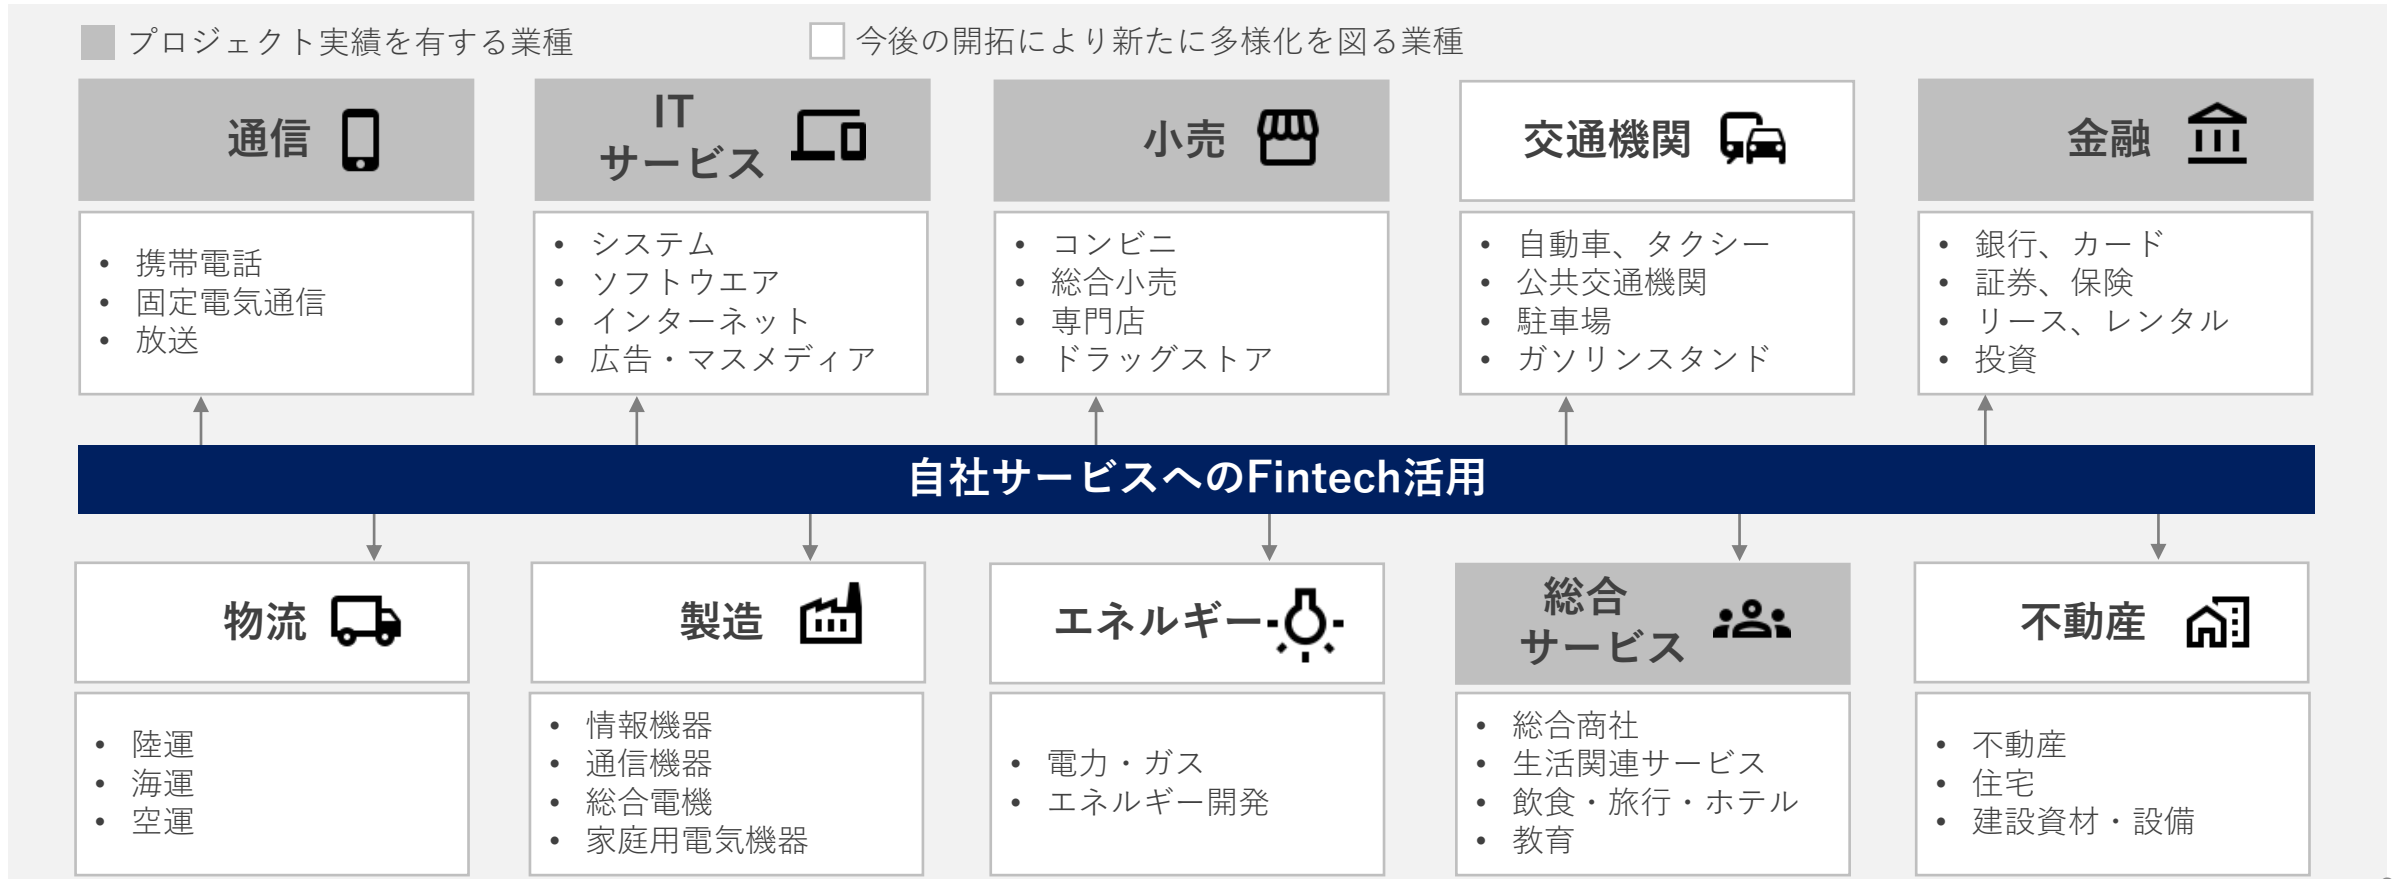 プロジェクト実績を有する業種
今後の開拓により新たに多様化を図る業種
通信
• 携帯電話
• 固定電気通信
• 放送
IT
サービス
• システム
• ソフトウエア
• インターネット
• 広告・マスメディア
小売
• コンビニ
• 総合小売
• 専門店
• ドラッグストア
交通機関
• 自動車、タクシー
• 公共交通機関
• 駐車場
• ガソリンスタンド
金融
• 銀行、カード
• 証券、保険
• リース、レンタル
• 投資
自社サービスへのFintech活用
物流
• 陸運
• 海運
• 空運
製造
• 情報機器
• 通信機器
• 総合電機
• 家庭用電気機器
エネルギー
• 電力・ガス
• エネルギー開発
総合
サービス
• 総合商社
• 生活関連サービス
• 飲食・旅行・ホテル
• 教育
不動産
• 不動産
• 住宅
• 建設資材・設備